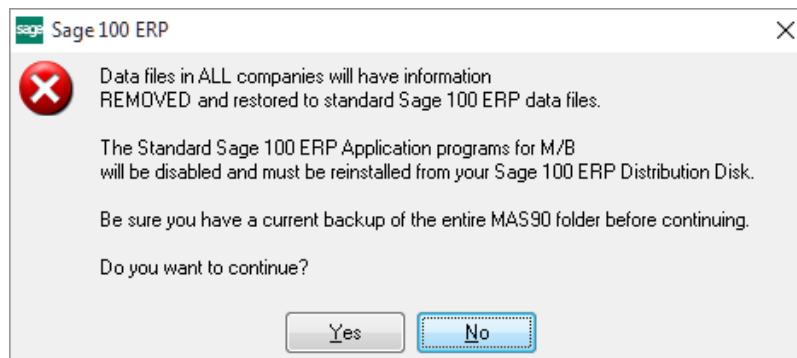 sage Sage 100 ERP
Data files in ALL companies will have information
REMOVED and restored to standard Sage 100 ERP data files.
The Standard Sage 100 ERP Application programs for M/B
will be disabled and must be reinstalled from your Sage 100 ERP Distribution Disk.
Be sure you have a current backup of the entire MAS90 folder before continuing.
Do you want to continue?
Yes No